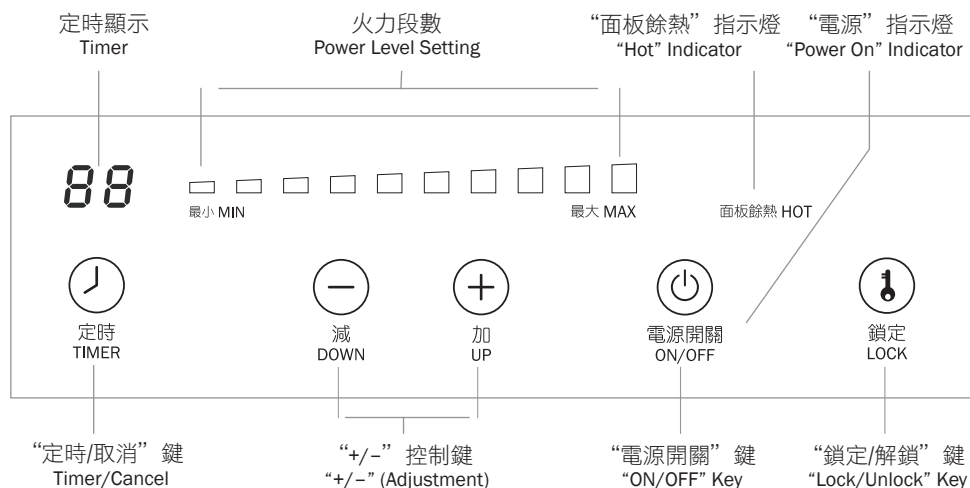 定時顯示
Timer
火力段數
Power Level Setting
“面板餘熱” 指示燈
“Hot” Indicator
“電源” 指示燈
“Power On” Indicator
88
最小 MIN
最大 MAX
面板餘熱 HOT
定時
TIMER
減
DOWN
加
UP
電源開關
ON/OFF
鎖定
LOCK
“定時/取消” 鍵
Timer/Cancel
“+/−” 控制鍵
“+/−” (Adjustment)
“電源開關” 鍵
“ON/OFF” Key
“鎖定/解鎖” 鍵
“Lock/Unlock” Key